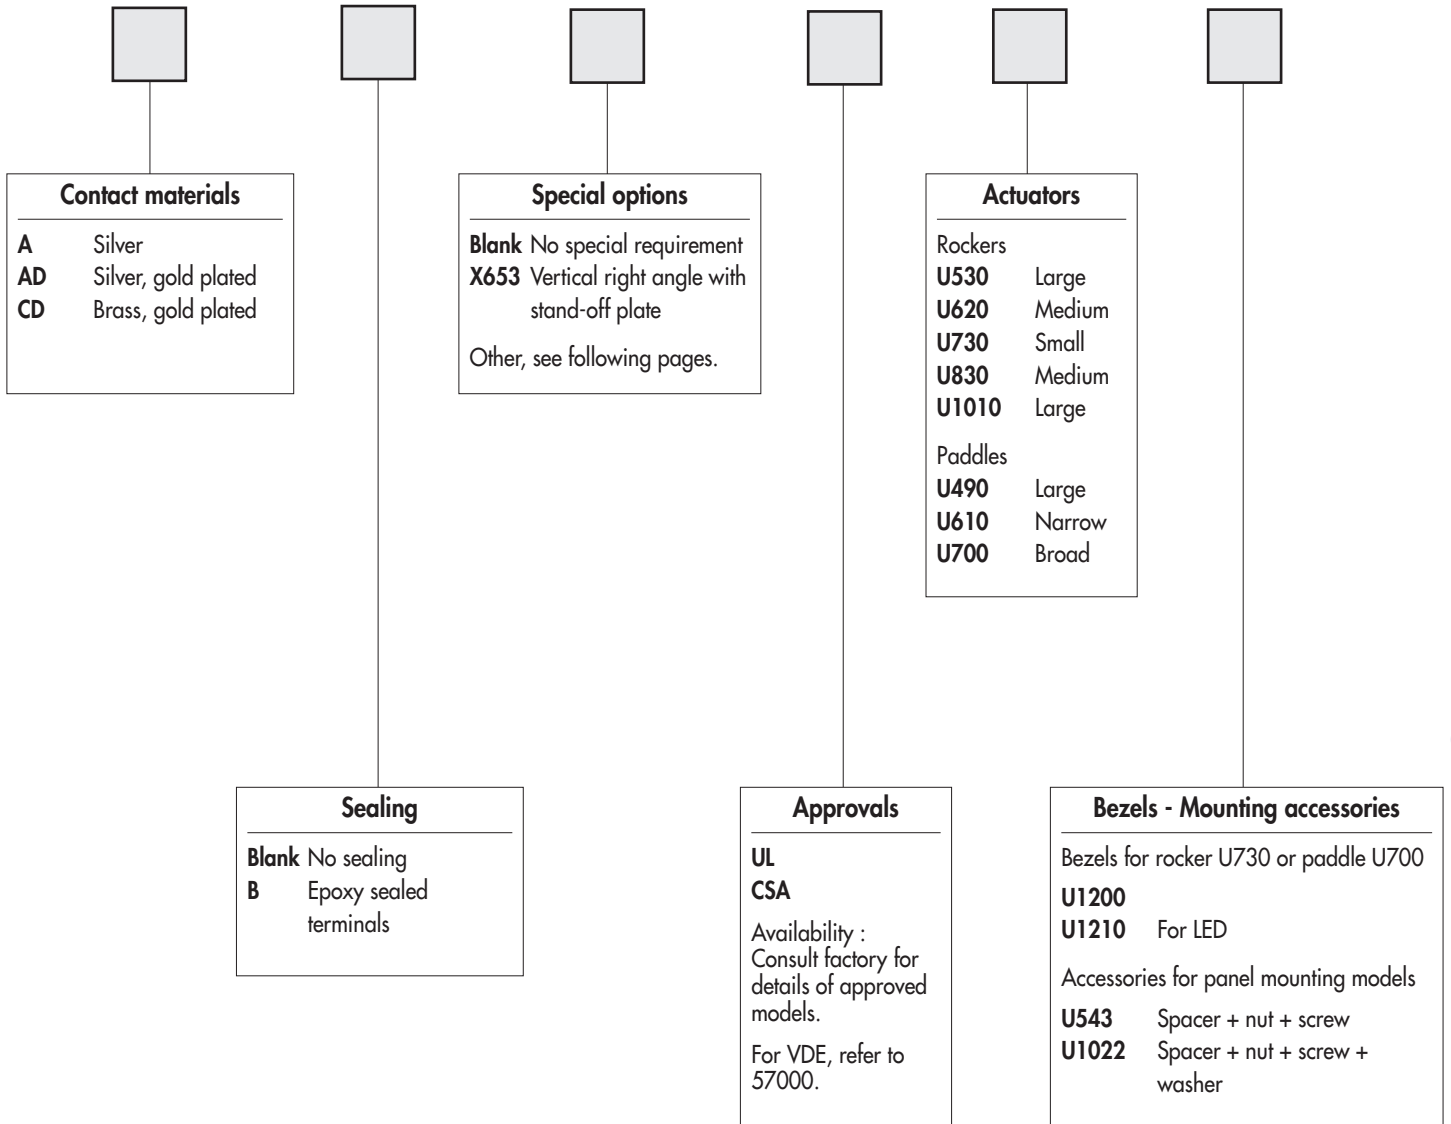 Contact materials
A Silver
AD Silver, gold plated
CD Brass, gold plated
Special options
Blank No special requirement
X653 Vertical right angle with
stand-off plate
Other, see following pages.
Actuators
Rockers
U530 Large
U620 Medium
U730 Small
U830 Medium
U1010 Large
Paddles
U490 Large
U610 Narrow
U700 Broad
Sealing
Blank No sealing
B Epoxy sealed
terminals
Approvals
UL
CSA
Availability :
Consult factory for
details of approved
models.
For VDE, refer to
57000.
Bezels - Mounting accessories
Bezels for rocker U730 or paddle U700
U1200
U1210 For LED
Accessories for panel mounting models
U543 Spacer + nut + screw
U1022 Spacer + nut + screw +
washer